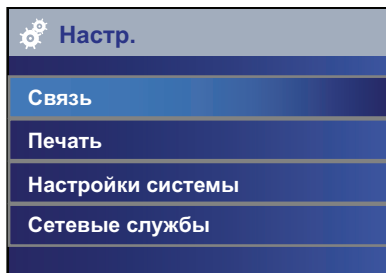 Настр.
Связь
Печать
Настройки системы
Сетевые службы